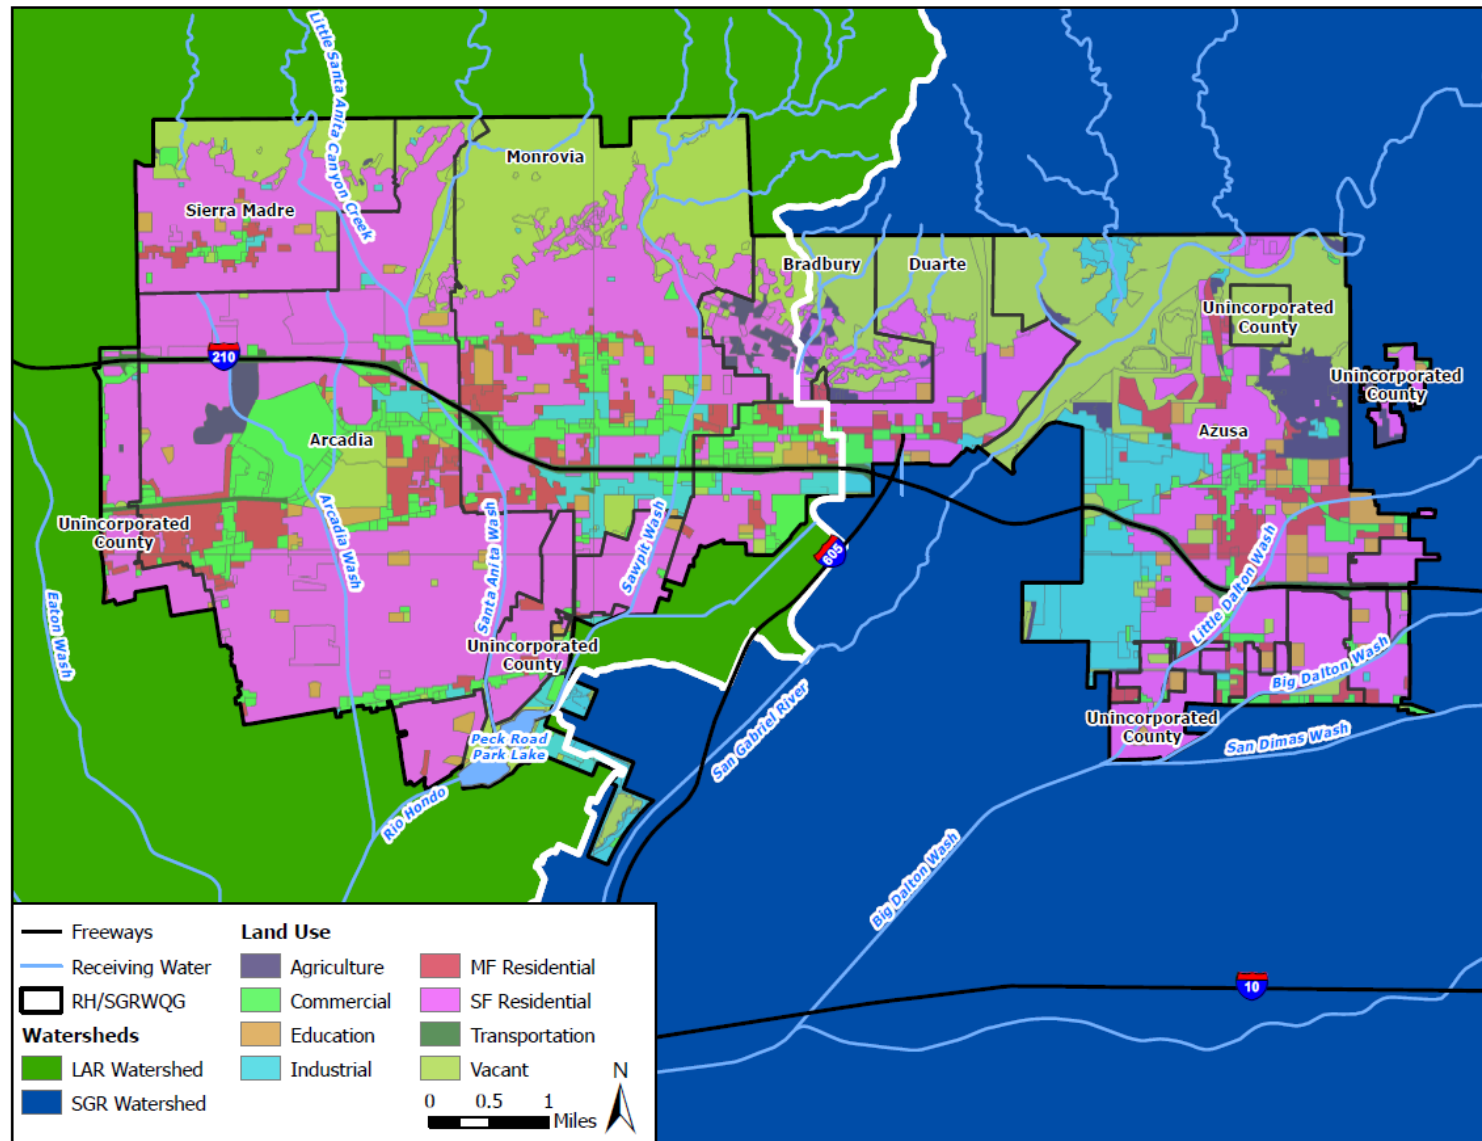 Little Santa Anita Canyon Creek
Monrovia
Sierra Madre
Bradbury
Duarte
Unincorporated
County
210
Unincorporated
County
Arcadia
Azusa
Unincorporated
County
Arcadia Wash
Santa Ani ta Wash
Sawpit Wash
605
Little Dalton Wash
Eaton Wash
Unincorporated
County
Big Dalton Wash
Unincorporated
County
Peck Road
Park Lake
San Gabriel River
San Dimas Wash
Rio Hondo
Big Dalton Wash
10
Freeways
Receiving Water
RH/SGRWQG
Watersheds
LAR Watershed
SGR Watershed
Land Use
Agriculture
Commercial
Education
Industrial
MF Residential
SF Residential
Transportation
Vacant
N
0 0.5 1
Miles